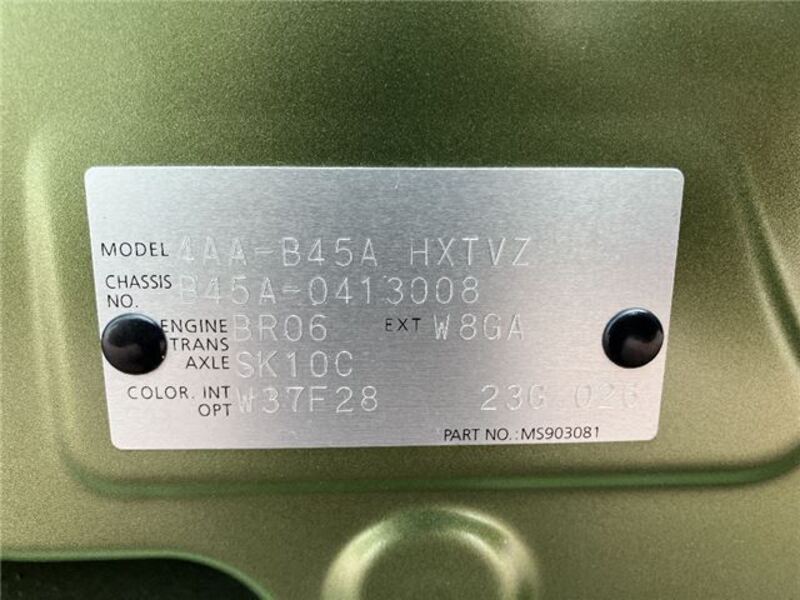 MODEL 4AA-B45A HXTVZ
CHASSIS NO. B45A-0413008
ENGINE BR06 EXT W8GA
TRANS AXLE SK10C
COLOR. INT OPT W37F28 23G 026
PART NO.:MS903081